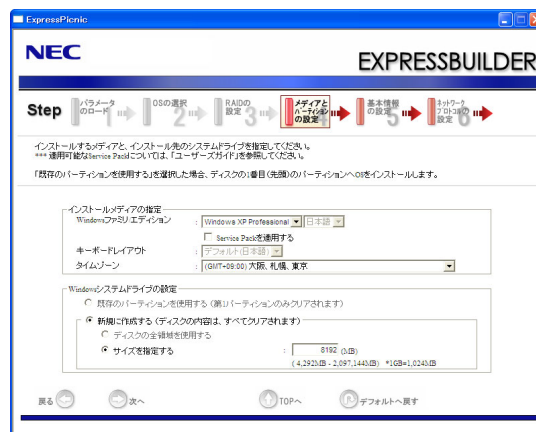 ExpressPicnic
NEC
EXPRESSBUILDER
Step パラメータのロード 1 OSの選択 2 RAIDの設定 3 メディアとパーティションの設定 4 基本情報の設定 5 ネットワークプロトコルの設定 6
インストールするメディアと、インストール先のシステムドライブを指定してください。
*** 適用可能なService Packについては、「ユーザーズガイド」を参照してください。
「既存のパーティションを使用する」を選択した場合、ディスクの1番目(先頭)のパーティションへOSをインストールします。
インストールメディアの指定
Windowsファミリ/エディション : Windows XP Professional 日本語
Service Packを適用する
キーボードレイアウト : デフォルト(日本語)
タイムゾーン : (GMT+09:00) 大阪、札幌、東京
Windowsシステムドライブの設定
既存のパーティションを使用する (第1パーティションのみクリアされます)
新規に作成する (ディスクの内容は、すべてクリアされます)
ディスクの全領域を使用する
サイズを指定する : 8192 (MB)
( 4,292MB - 2,097,144MB) *1GB=1,024MB
戻る 次へ TOPへ デフォルトへ戻す